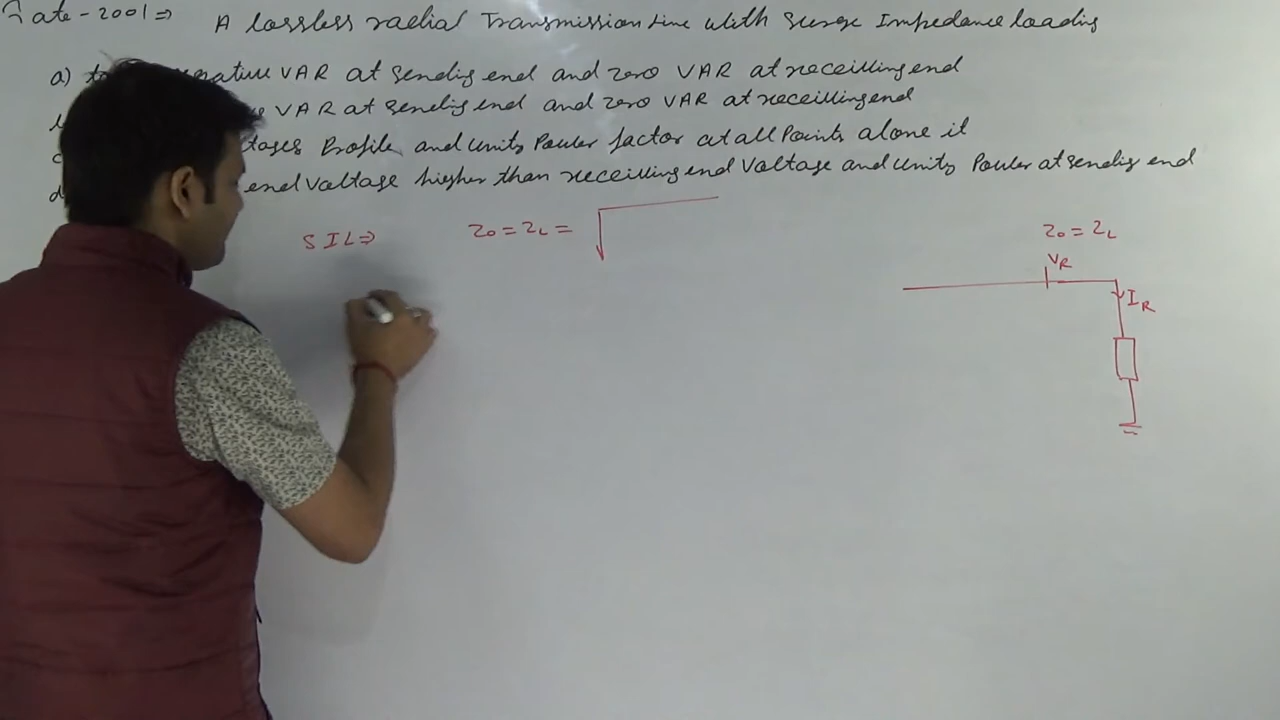 Gate-2001⇒ A lossless radial Transmission Line with Surge Impedance loading
a) VAR at Sending end and zero VAR at receiving end
VAR at Sending end and zero VAR at receiving end
Profile and unity Power factor at all Points alone it
end Voltage higher than receiving end Voltage and unity Power at sending end
SIL⇒ Z0 = ZL =
Z0 = ZL
VR
IR